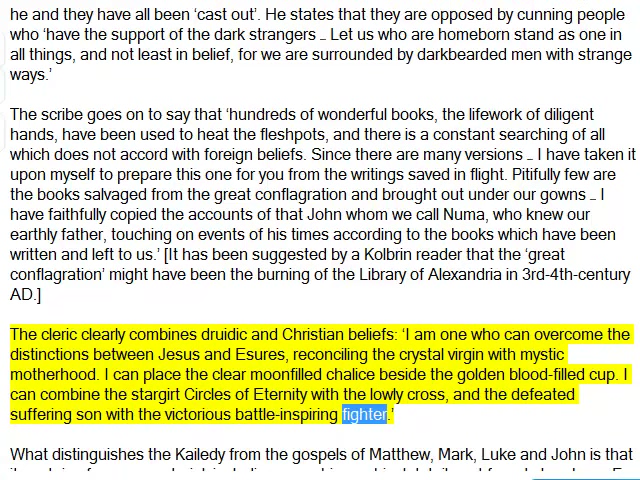 he and they have all been ‘cast out’. He states that they are opposed by cunning people
who ‘have the support of the dark strangers .. Let us who are homeborn stand as one in
all things, and not least in belief, for we are surrounded by darkbearded men with strange
ways.’
The scribe goes on to say that ‘hundreds of wonderful books, the lifework of diligent
hands, have been used to heat the fleshpots, and there is a constant searching of all
which does not accord with foreign beliefs. Since there are many versions .. I have taken it
upon myself to prepare this one for you from the writings saved in flight. Pitifully few are
the books salvaged from the great conflagration and brought out under our gowns .. I
have faithfully copied the accounts of that John whom we call Numa, who knew our
earthly father, touching on events of his times according to the books which have been
written and left to us.’ [It has been suggested by a Kolbrin reader that the ‘great
conflagration’ might have been the burning of the Library of Alexandria in 3rd-4th-century
AD.]
The cleric clearly combines druidic and Christian beliefs: ‘I am one who can overcome the
distinctions between Jesus and Esures, reconciling the crystal virgin with mystic
motherhood. I can place the clear moonfilled chalice beside the golden blood-filled cup. I
can combine the stargirt Circles of Eternity with the lowly cross, and the defeated
suffering son with the victorious battle-inspiring fighter.’
What distinguishes the Kailedy from the gospels of Matthew, Mark, Luke and John is that